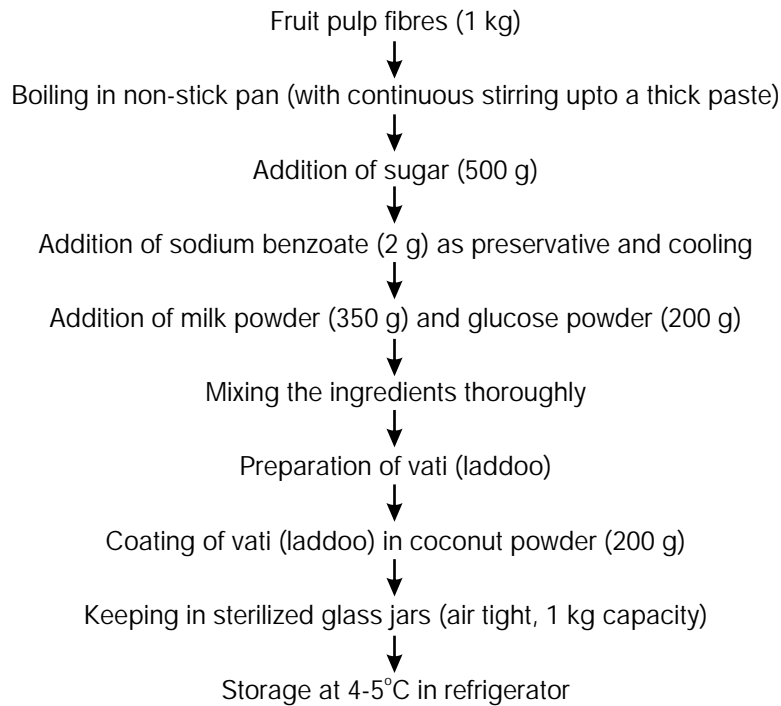 Fruit pulp fibres (1 kg)
Boiling in non-stick pan (with continuous stirring upto a thick paste)
Addition of sugar (500 g)
Addition of sodium benzoate (2 g) as preservative and cooling
Addition of milk powder (350 g) and glucose powder (200 g)
Mixing the ingredients thoroughly
Preparation of vati (laddoo)
Coating of vati (laddoo) in coconut powder (200 g)
Keeping in sterilized glass jars (air tight, 1 kg capacity)
Storage at 4-5°C in refrigerator